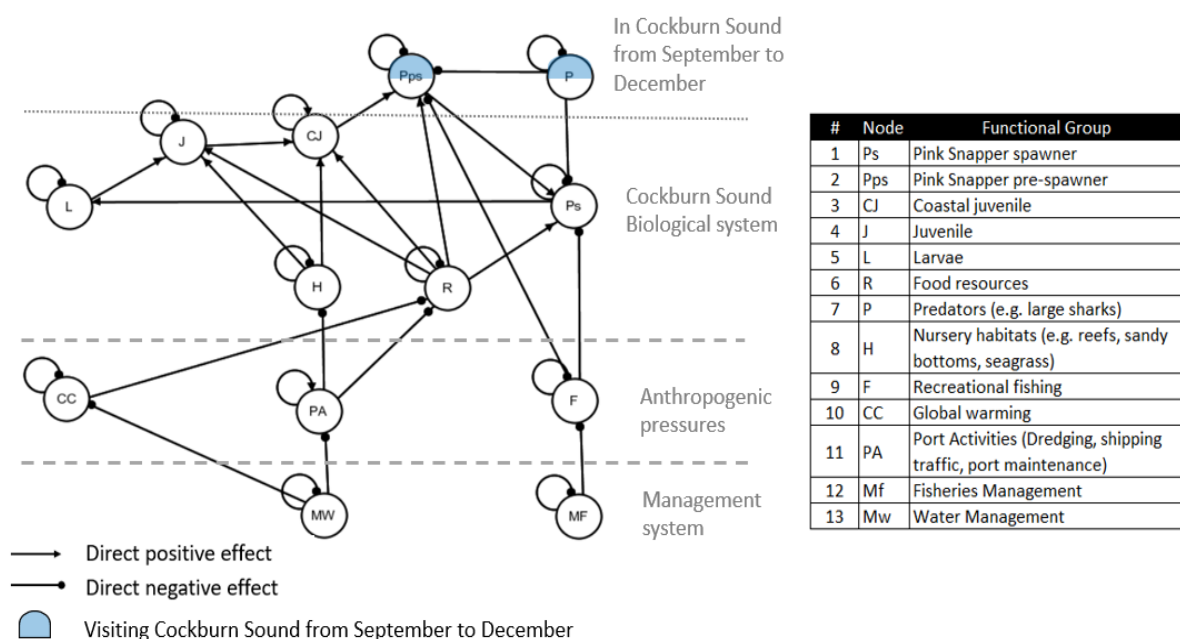 In Cockburn Sound
from September to
December
Pps
P
J
CJ
L
Ps
Cockburn Sound
Biological system
H
R
CC
PA
F
Anthropogenic
pressures
MW
MF
Management
system
Direct positive effect
Direct negative effect
Visiting Cockburn Sound from September to December
# Node Functional Group
1 Ps Pink Snapper spawner
2 Pps Pink Snapper pre-spawner
3 CJ Coastal juvenile
4 J Juvenile
5 L Larvae
6 R Food resources
7 P Predators (e.g. large sharks)
8 H Nursery habitats (e.g. reefs, sandy
bottoms, seagrass)
9 F Recreational fishing
10 CC Global warming
11 PA Port Activities (Dredging, shipping
traffic, port maintenance)
12 Mf Fisheries Management
13 Mw Water Management